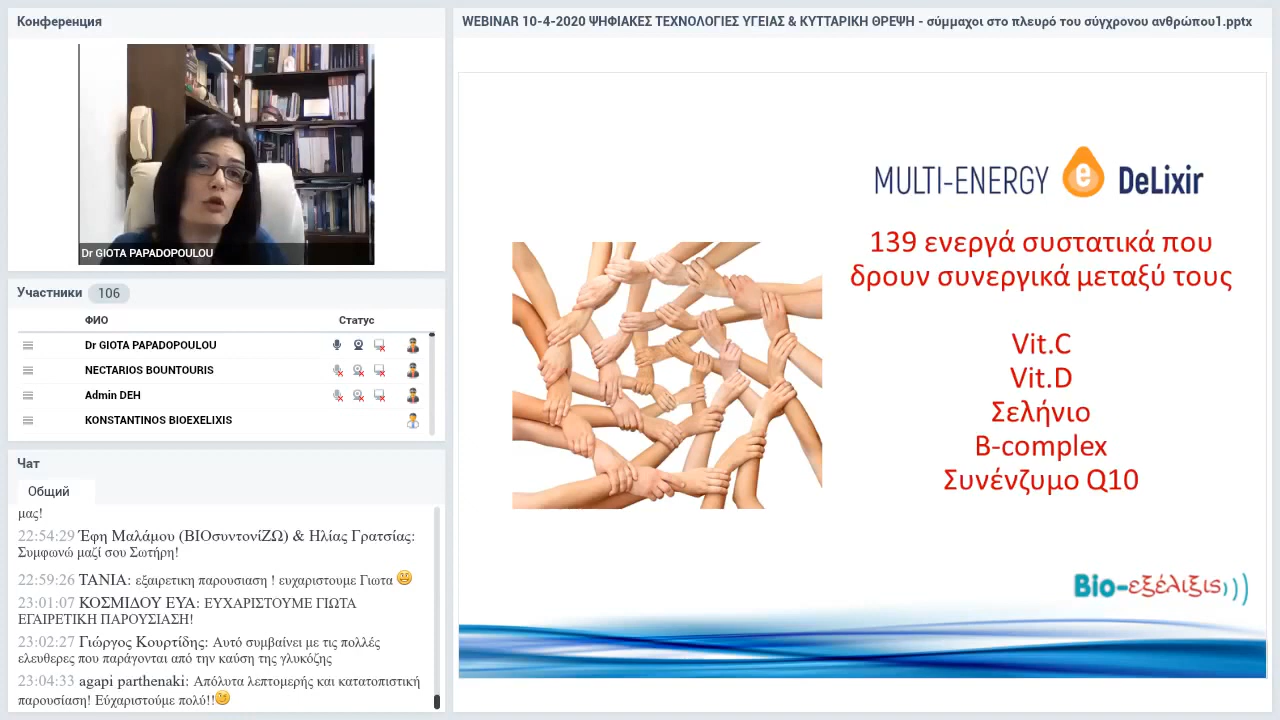 Конференция
Dr GIOTA PAPADOPOULOU
Участники 106
ФИО Статус
Dr GIOTA PAPADOPOULOU
NECTARIOS BOUNTOURIS
Admin DEH
KONSTANTINOS BIOEXELIXIS
Чат
Общий
μας!
22:54:29 Έφη Μαλάμου (ΒΙΟσυντονίΖΩ) & Ηλίας Γρατσίας:
Συμφωνώ μαζί σου Σωτήρη!
22:59:26 ΤΑΝΙΑ: εξαιρετικη παρουσιαση ! ευχαριστουμε Γιωτα
23:01:07 ΚΟΣΜΙΔΟΥ ΕΥΑ: ΕΥΧΑΡΙΣΤΟΥΜΕ ΓΙΩΤΑ
ΕΓΑΙΡΕΤΙΚΗ ΠΑΡΟΥΣΙΑΣΗ!
23:02:27 Γιώργος Κουρτίδης: Αυτό συμβαίνει με τις πολλές
ελευθερες που παράγονται από την καύση της γλυκόζης
23:04:33 agapi parthenaki: Απόλυτα λεπτομερής και κατατοπιστική
παρουσίαση! Εύχαριστούμε πολύ!!
WEBINAR 10-4-2020 ΨΗΦΙΑΚΕΣ ΤΕΧΝΟΛΟΓΙΕΣ ΥΓΕΙΑΣ & ΚΥΤΤΑΡΙΚΗ ΘΡΕΨΗ - σύμμαχοι στο πλευρό του σύγχρονου ανθρώπου1.pptx
MULTI-ENERGY e DeLixir
139 ενεργά συστατικά που
δρουν συνεργικά μεταξύ τους
Vit.C
Vit.D
Σελήνιο
B-complex
Συνένζυμο Q10
Bio-εξέλιξις